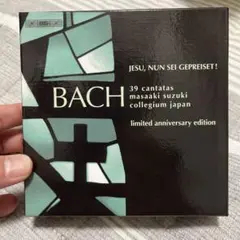 JESU, NUN SEI GEPREISET!
BACH
39 cantatas
masaaki suzuki
collegium japan
limited anniversary edition